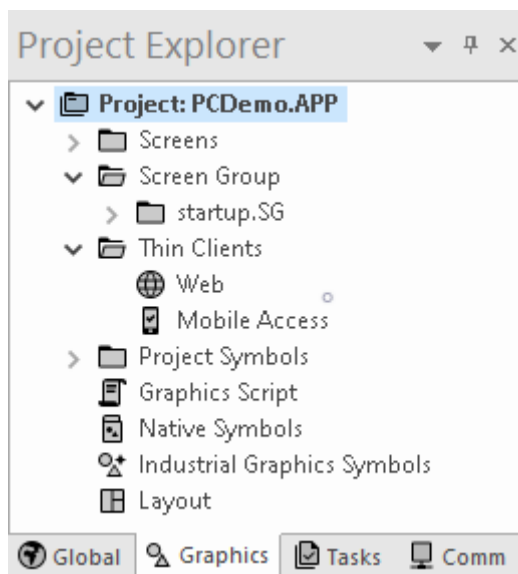 Project Explorer
Project: PCDemo.APP
Screens
Screen Group
startup.SG
Thin Clients
Web
Mobile Access
Project Symbols
Graphics Script
Native Symbols
Industrial Graphics Symbols
Layout
Global Graphics Tasks Comm